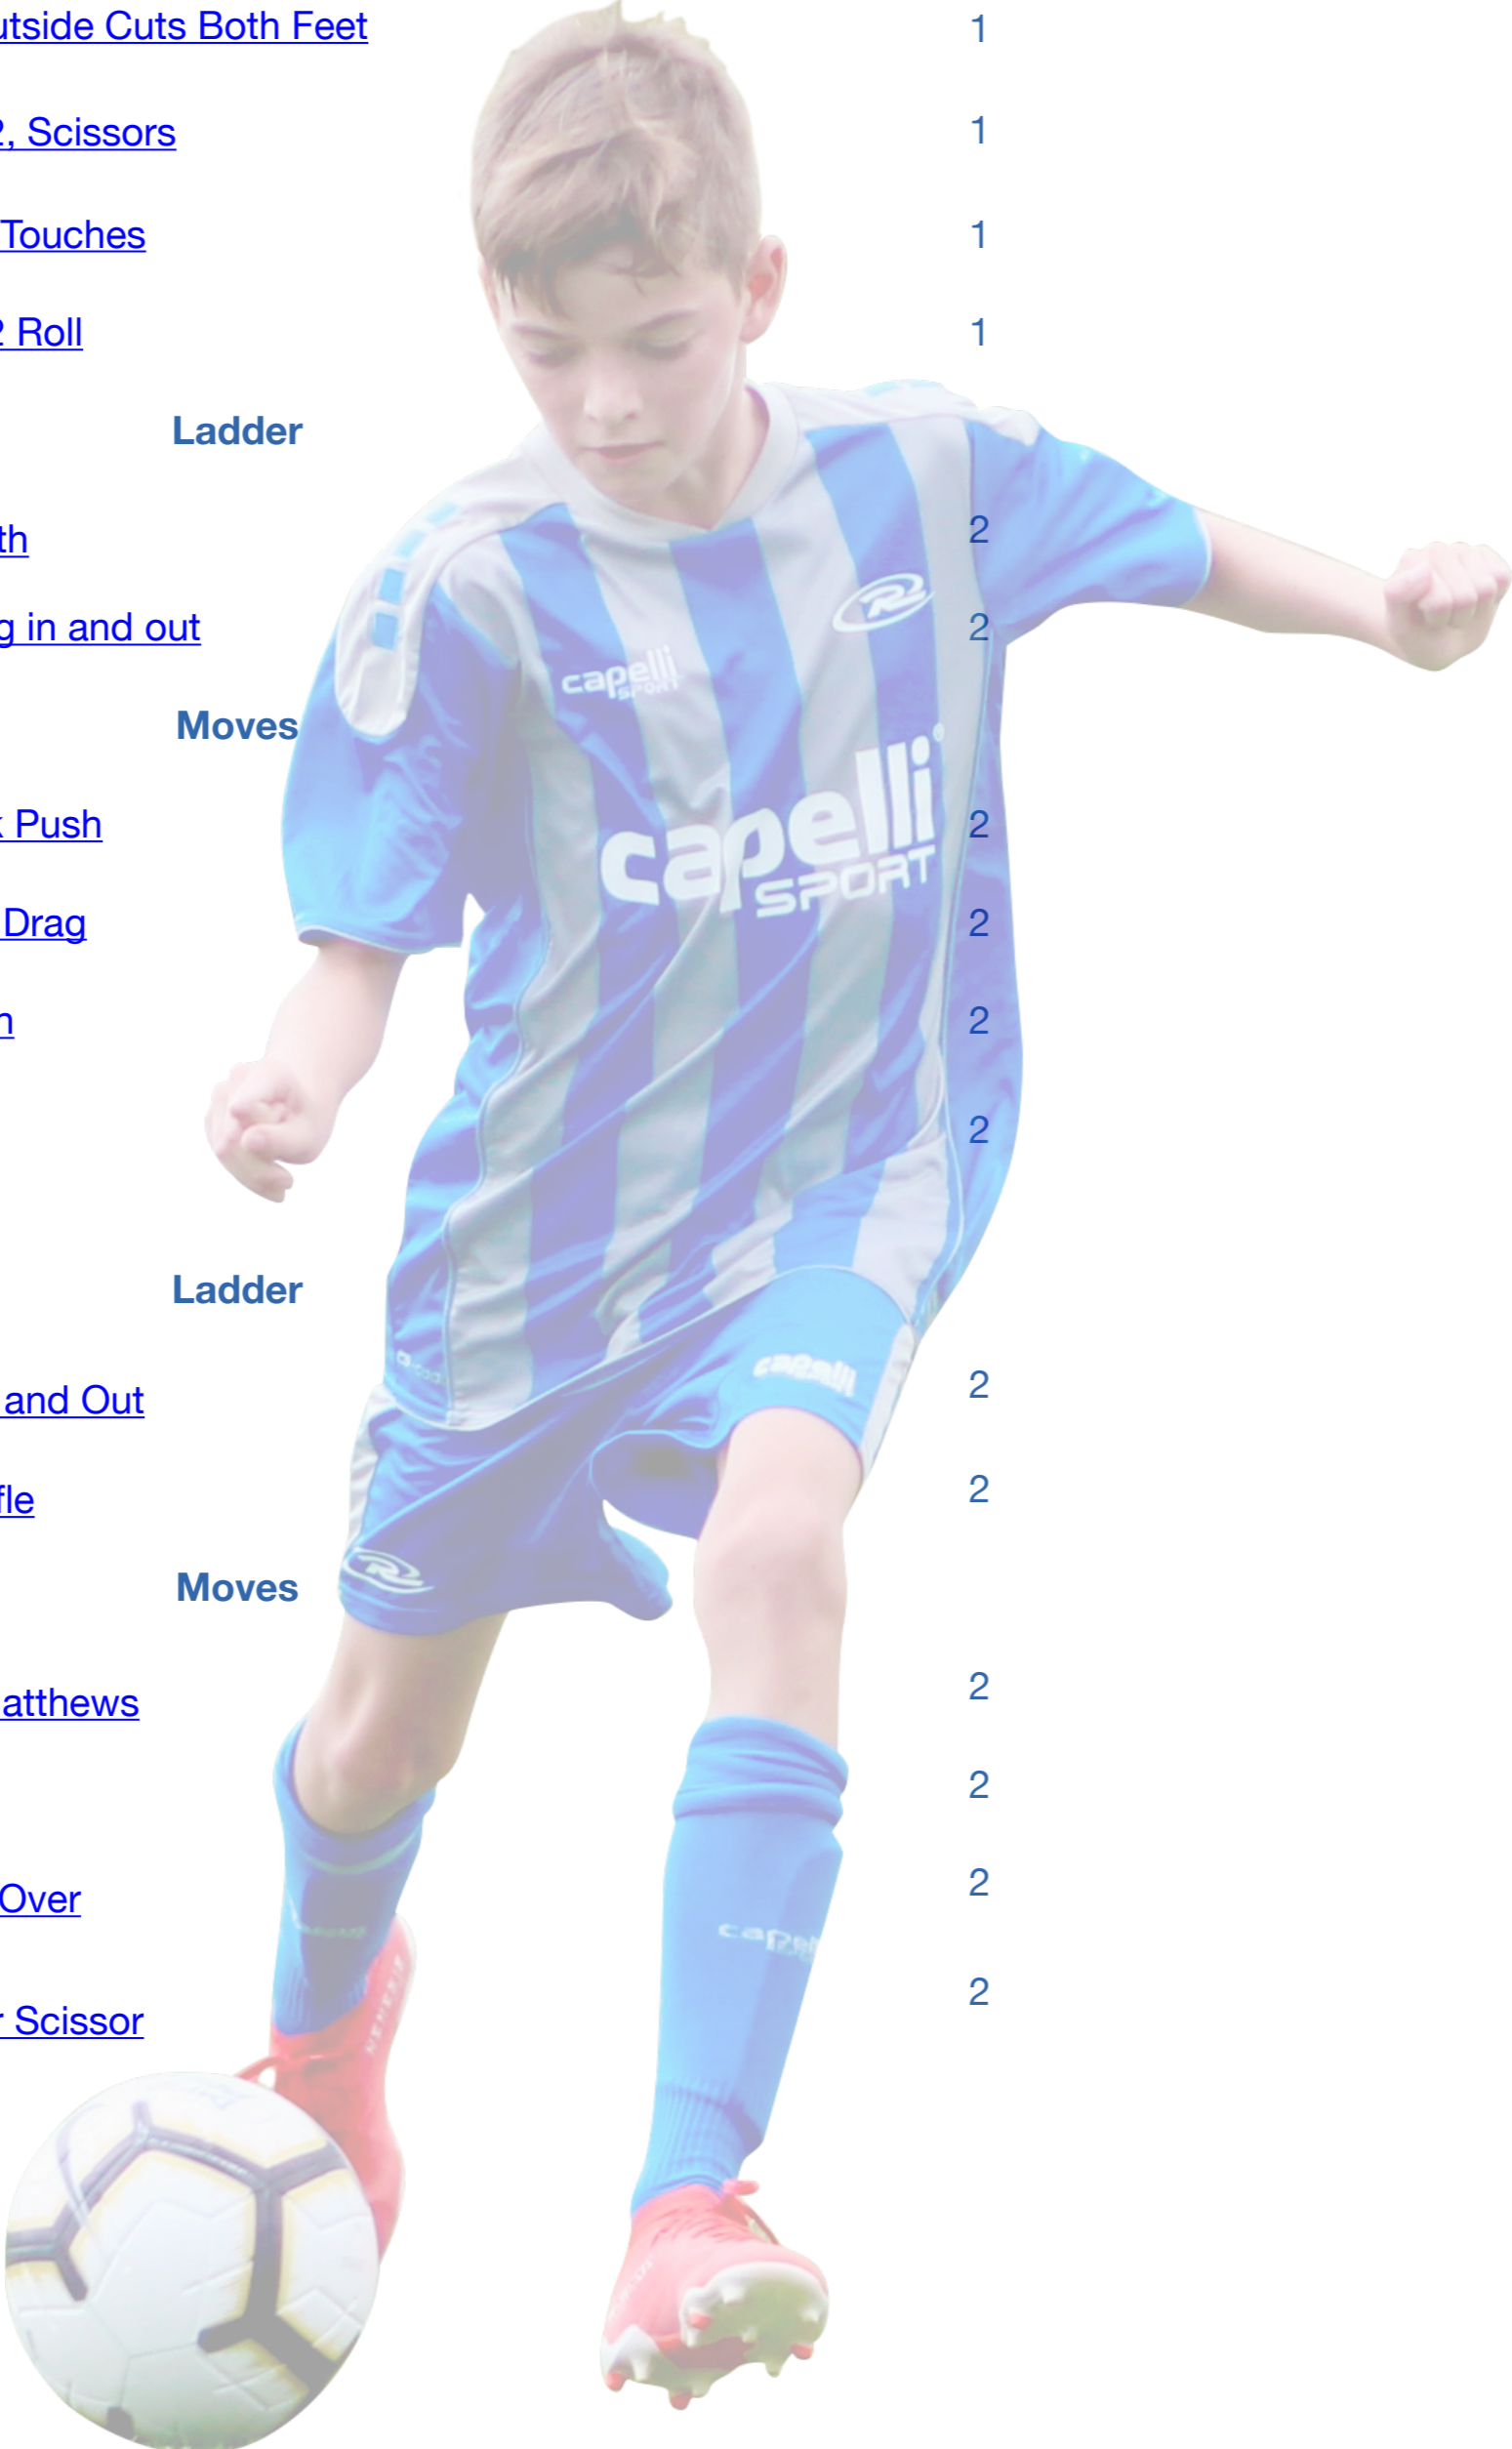 utside Cuts Both Feet 1
2, Scissors 1
Touches 1
2 Roll 1
Ladder
th 2
g in and out 2
capelli
SPORT
Moves
capelli
SPORT
k Push 2
Drag 2
n 2
2
Ladder
capelli
and Out 2
fle 2
Moves
atthews 2
2
Over 2
r Scissor 2